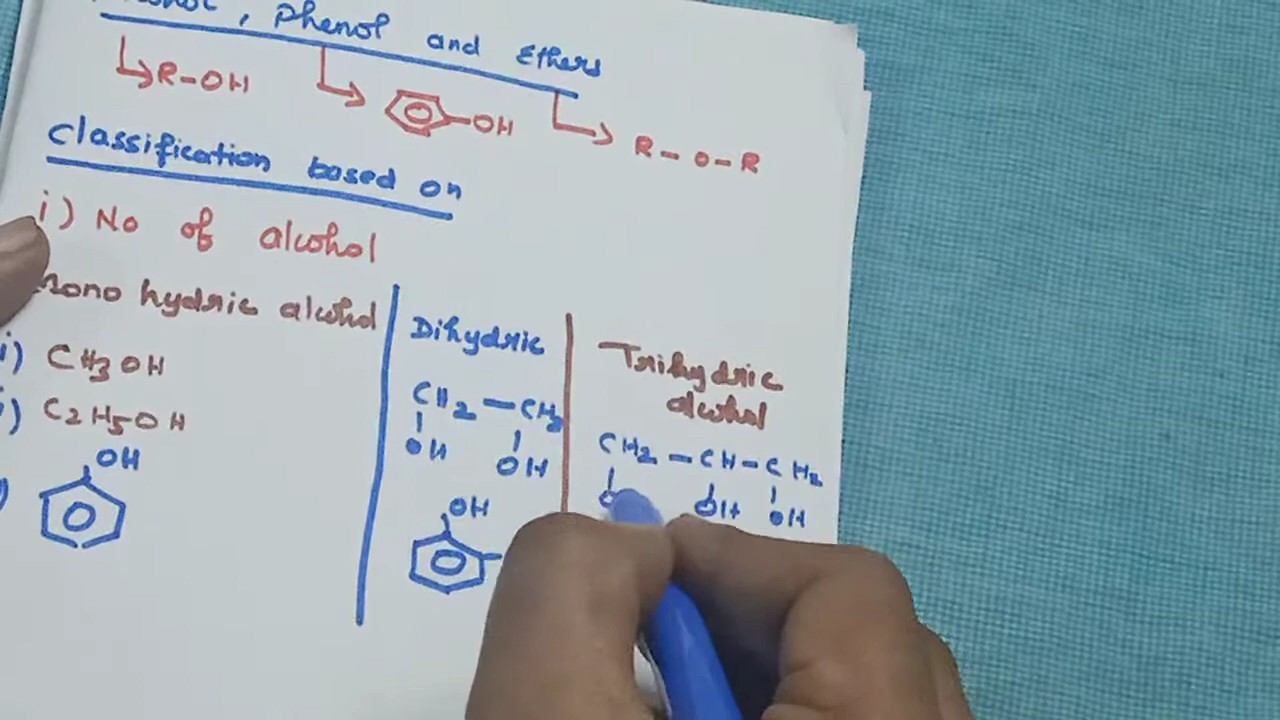 , Phenol and Ethers
R-OH
-OH
R-O-R
Classification based on
i) No of alcohol
Mono hydric alcohol
i) CH3OH
C2H5OH
OH
Dihydric
CH2-CH2
OH OH
OH
Trihydric
alcohol
CH2-CH-CH2
OH OH